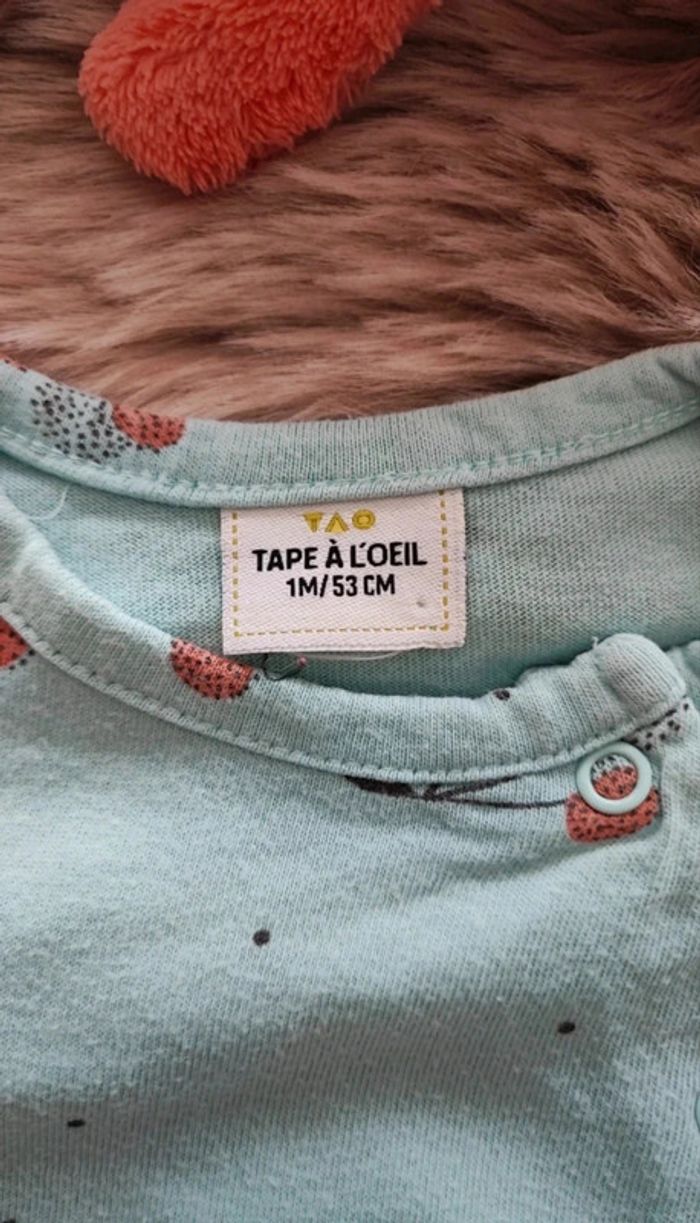 TAO
TAPE À L'OEIL
1M/53 CM